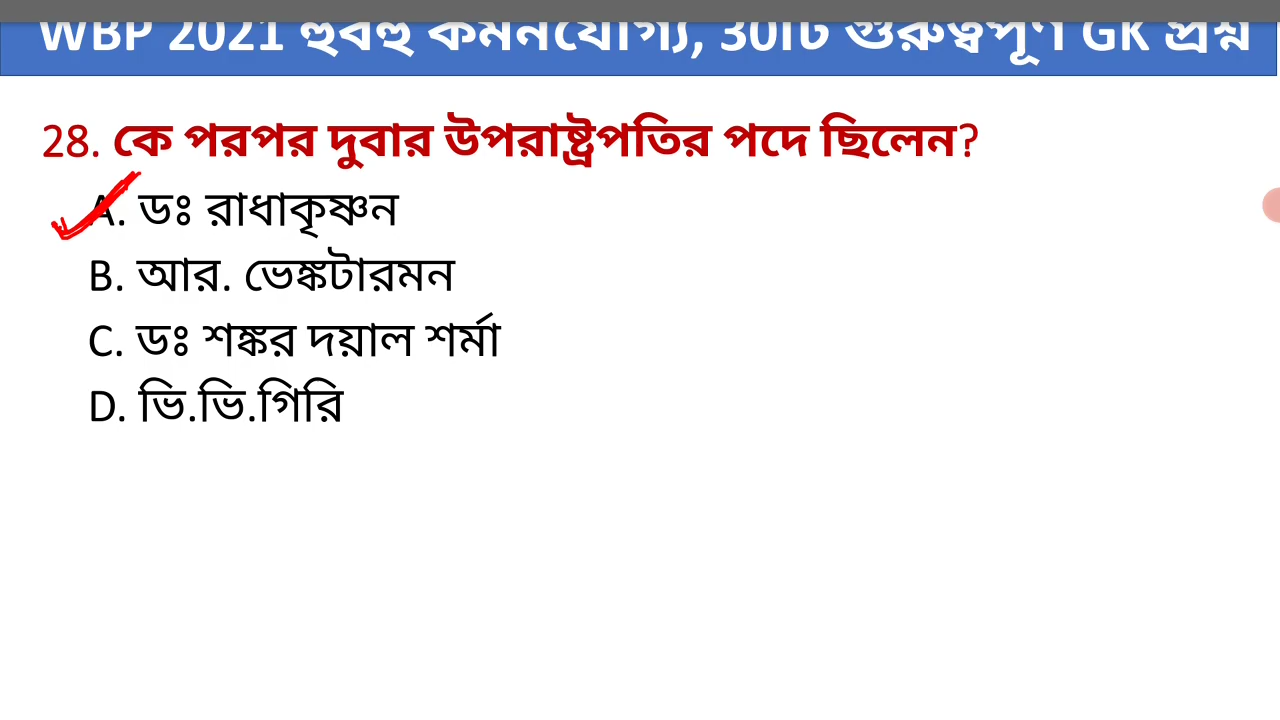 WBP 2021 হুবহু কমনযোগ্য, 30টি গুরুত্বপূর্ণ GK প্রশ্ন
28. কে পরপর দুবার উপরাষ্ট্রপতির পদে ছিলেন?
A. ডঃ রাধাকৃষ্ণন
B. আর. ভেঙ্কটারমন
C. ডঃ শঙ্কর দয়াল শর্মা
D. ভি.ভি.গিরি